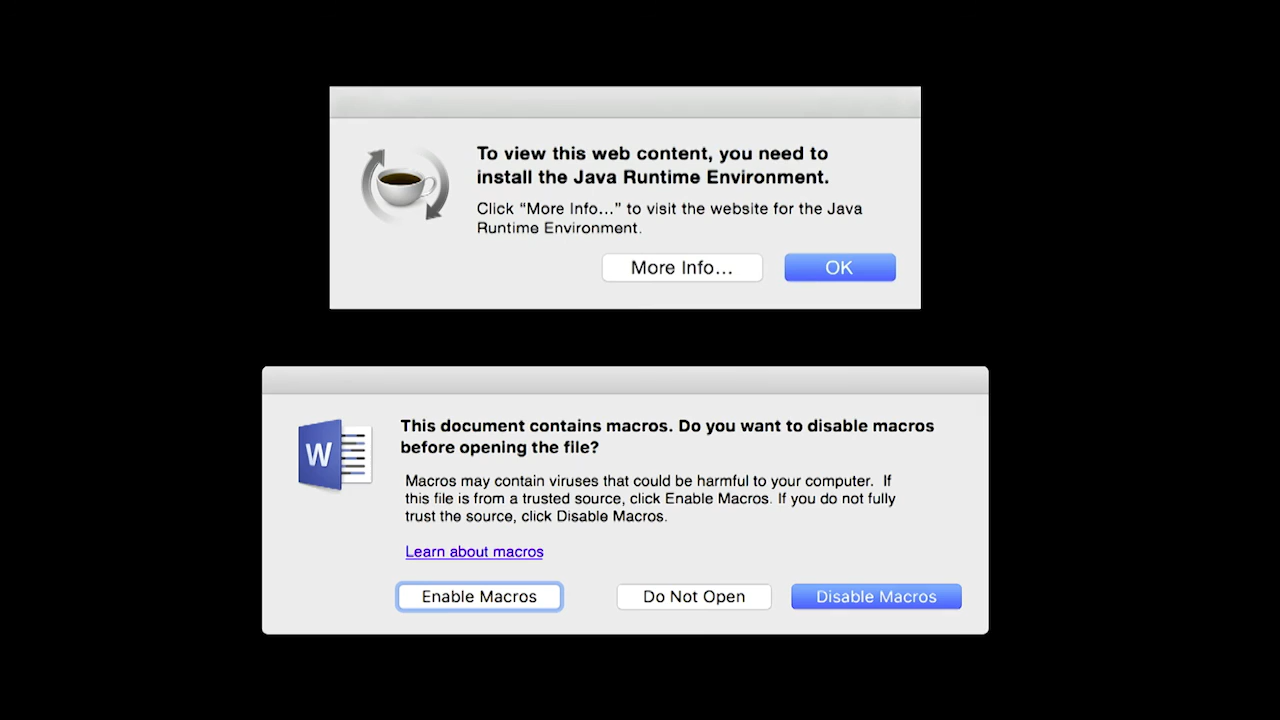 To view this web content, you need to
install the Java Runtime Environment.
Click “More Info...” to visit the website for the Java
Runtime Environment.
More Info...
OK
W
This document contains macros. Do you want to disable macros
before opening the file?
Macros may contain viruses that could be harmful to your computer.  If
this file is from a trusted source, click Enable Macros. If you do not fully
trust the source, click Disable Macros.
Learn about macros
Enable Macros
Do Not Open
Disable Macros